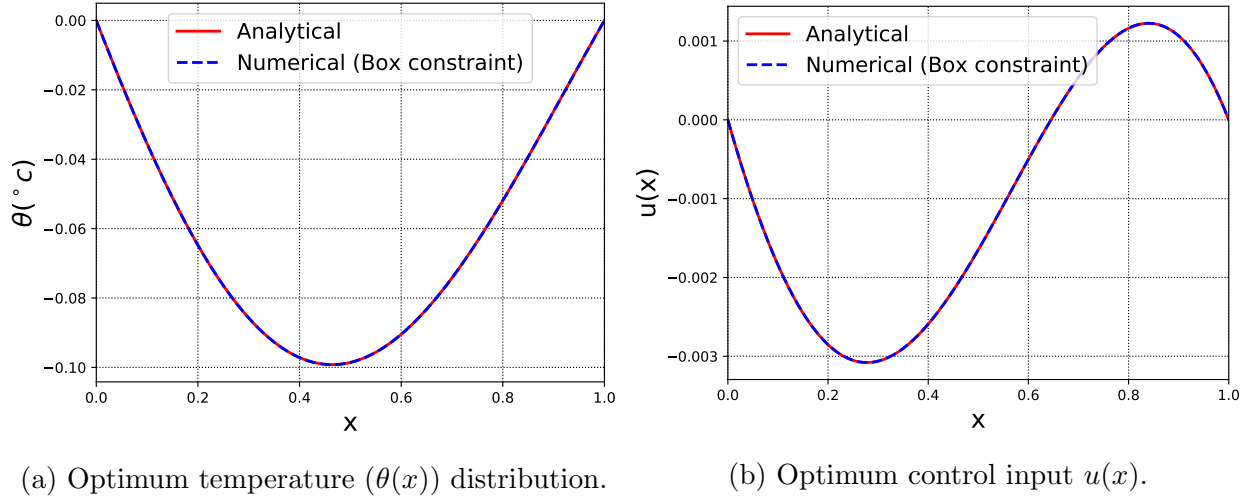 0.00
−0.02
−0.04
−0.06
−0.08
−0.10
θ(°c)
Analytical
Numerical (Box constraint)
0.0 0.2 0.4 0.6 0.8 1.0
x
0.001
0.000
−0.001
−0.002
−0.003
u(x)
Analytical
Numerical (Box constraint)
0.0 0.2 0.4 0.6 0.8 1.0
x
(a) Optimum temperature (θ(x)) distribution.
(b) Optimum control input u(x).